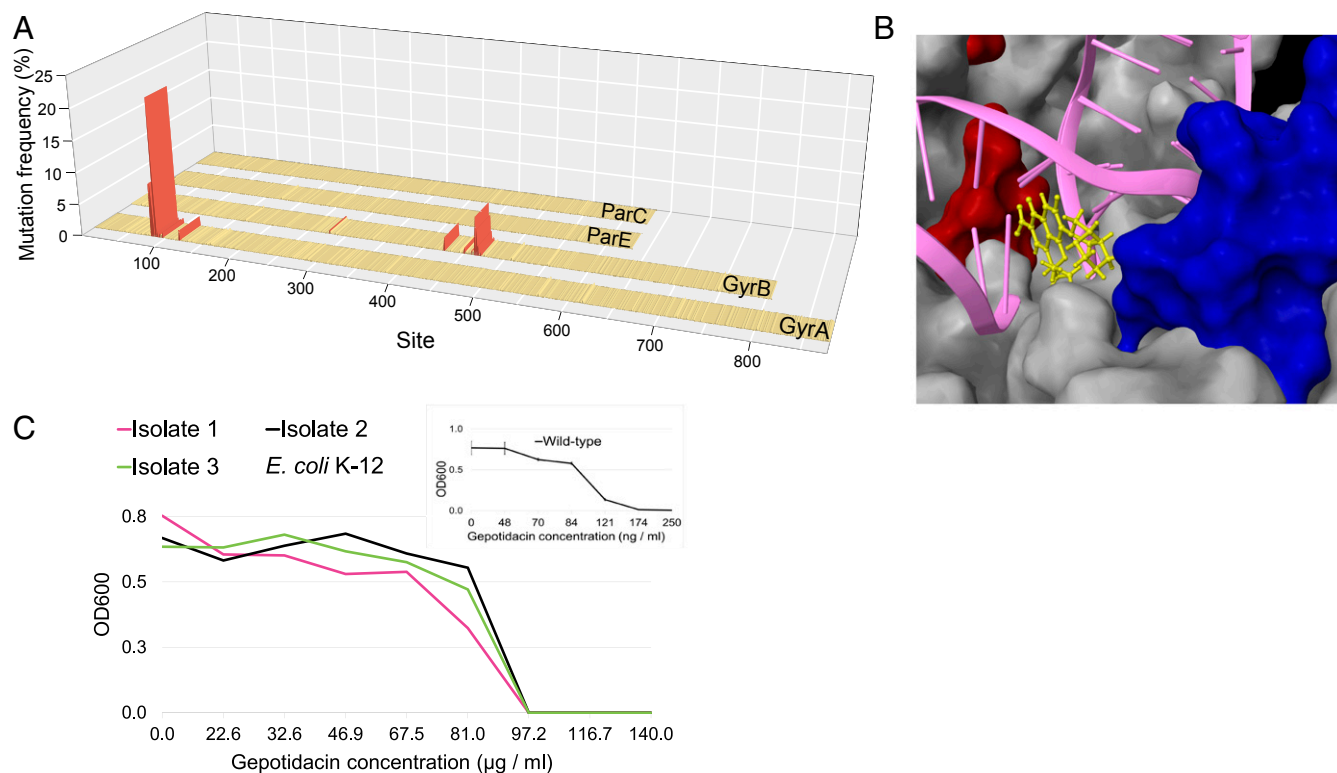 A
Mutation frequency (%)
25
20
15
10
5
0
100
200
300
400
500
600
700
800
Site
ParC
ParE
GyrB
GyrA
B
C
Isolate 1
Isolate 2
Isolate 3
E. coli K-12
OD600
0.8
0.5
0.3
0.0
0.0 22.6 32.6 46.9 67.5 81.0 97.2 116.7 140.0
Gepotidacin concentration (µg / ml)
Wild-type
OD600
1.0
0.5
0.0
0 48 70 84 121 174 250
Gepotidacin concentration (ng / ml)